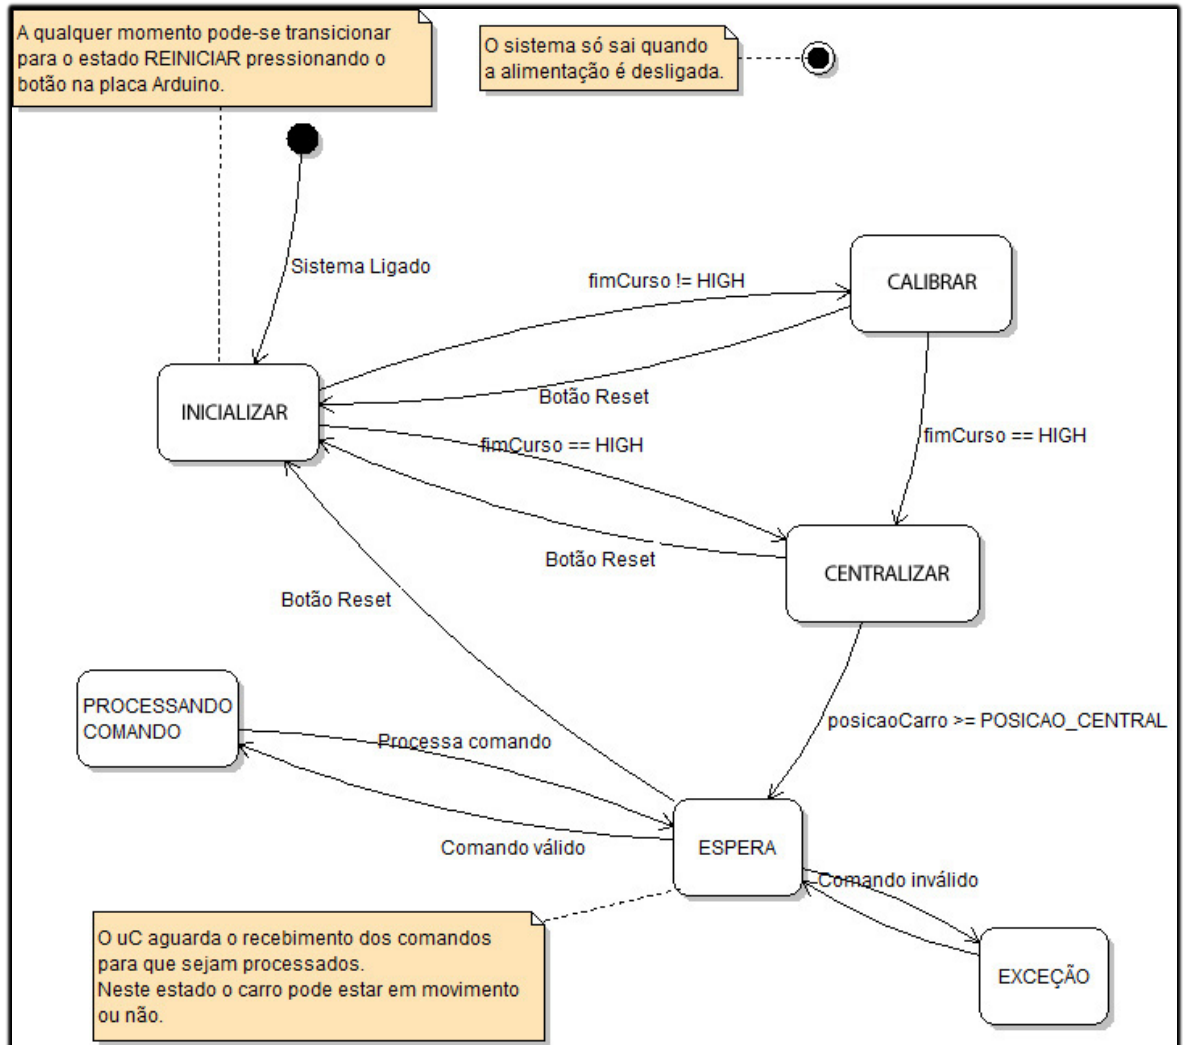 A qualquer momento pode-se transicionar
para o estado REINICIAR pressionando o
botão na placa Arduino.
O sistema só sai quando
a alimentação é desligada.
Sistema Ligado
fimCurso != HIGH
CALIBRAR
Botão Reset
INICIALIZAR
fimCurso == HIGH
fimCurso == HIGH
Botão Reset
CENTRALIZAR
Botão Reset
PROCESSANDO
COMANDO
posicaoCarro >= POSICAO_CENTRAL
Processa comando
Comando válido
ESPERA
Comando inválido
O uC aguarda o recebimento dos comandos
para que sejam processados.
Neste estado o carro pode estar em movimento
ou não.
EXCEÇÃO